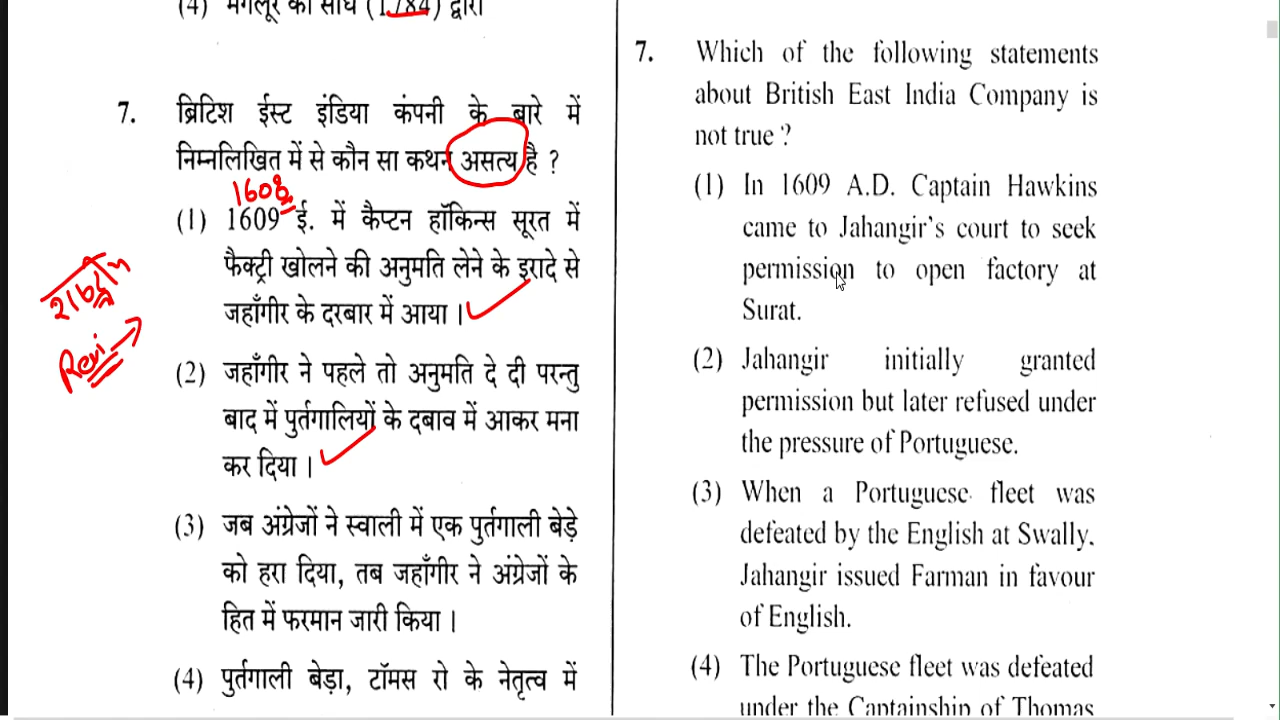 (4) मंगलूर की संधि (1784) द्वारा
7. ब्रिटिश ईस्ट इंडिया कंपनी के बारे में
निम्नलिखित में से कौन सा कथन असत्य है ?
1608
(1) 1609 ई. में कैप्टन हॉकिन्स सूरत में
फैक्ट्री खोलने की अनुमति लेने के इरादे से
जहाँगीर के दरबार में आया ।
Revi
(2) जहाँगीर ने पहले तो अनुमति दे दी परन्तु
बाद में पुर्तगालियों के दबाव में आकर मना
कर दिया ।
(3) जब अंग्रेजों ने स्वाली में एक पुर्तगाली बेड़े
को हरा दिया, तब जहाँगीर ने अंग्रेजों के
हित में फरमान जारी किया ।
(4) पुर्तगाली बेड़ा, टॉमस रो के नेतृत्व में
7. Which of the following statements
about British East India Company is
not true ?
(1) In 1609 A.D. Captain Hawkins
came to Jahangir's court to seek
permission to open factory at
Surat.
(2) Jahangir initially granted
permission but later refused under
the pressure of Portuguese.
(3) When a Portuguese fleet was
defeated by the English at Swally.
Jahangir issued Farman in favour
of English.
(4) The Portuguese fleet was defeated
under the Captainship of Thomas